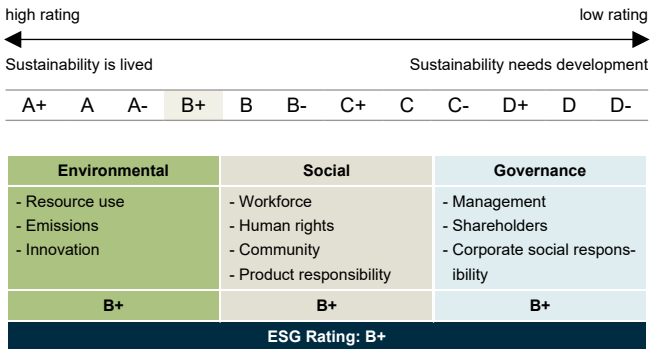 high rating low rating
Sustainability is lived Sustainability needs development
A+ A A- B+ B B- C+ C C- D+ D D-
Environmental Social Governance
- Resource use
- Emissions
- Innovation
- Workforce
- Human rights
- Community
- Product responsibility
- Management
- Shareholders
- Corporate social respons-
ibility
B+ B+ B+
ESG Rating: B+